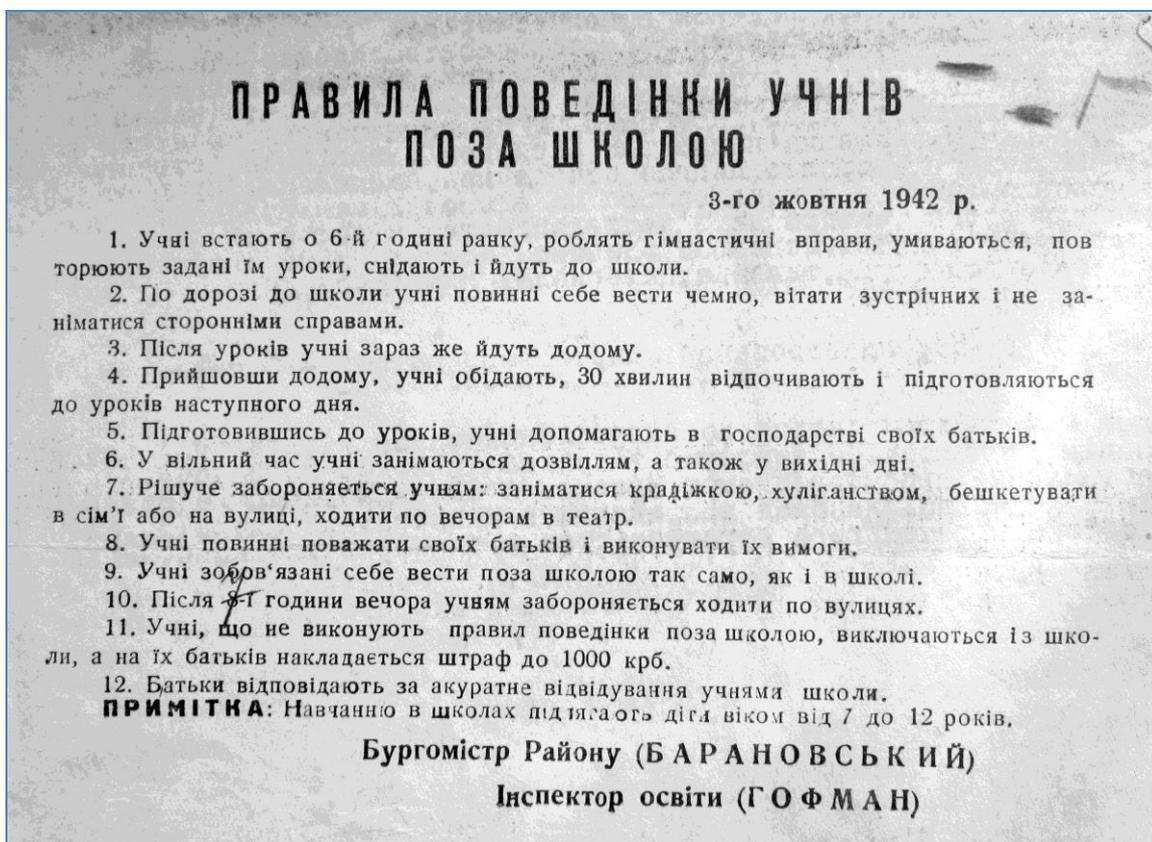 ПРАВИЛА ПОВЕДІНКИ УЧНІВ
ПОЗА ШКОЛОЮ
3-го жовтня 1942 р.
1. Учні встають о 6-й годині ранку, роблять гімнастичні вправи, умиваються, пов
торюють задані їм уроки, снідають і йдуть до школи.
2. По дорозі до школи учні повинні себе вести чемно, вітати зустрічних і не за-
німатися сторонніми справами.
3. Після уроків учні зараз же йдуть додому.
4. Прийшовши додому, учні обідають, 30 хвилин відпочивають і підготовляються
до уроків наступного дня.
5. Підготовившись до уроків, учні допомагають в господарстві своїх батьків.
6. У вільний час учні занімаються дозвіллям, а також у вихідні дні.
7. Рішуче забороняеться учням: заніматися крадіжкою, хуліганством, бешкетувати
в сім'ї або на вулиці, ходити по вечорам в театр.
8. Учні повинні поважати своїх батьків і виконувати їх вимоги.
9. Учні зобов'язані себе вести поза школою так само, як і в школі.
10. Після години вечора учням забороняється ходити по вулицях.
11. Учні, що не виконують правил поведінки поза школою, виключаються із шко-
ли, а на їх батьків накладається штраф до 1000 крб.
12. Батьки відповідають за акуратне відвідування учнями школи.
ПРИМІТКА: Навчанню в школах підлягають діти віком від 7 до 12 років.
Бургомістр Району (БАРАНОВСЬКИЙ)
Інспектор освіти (ГОФМАН)